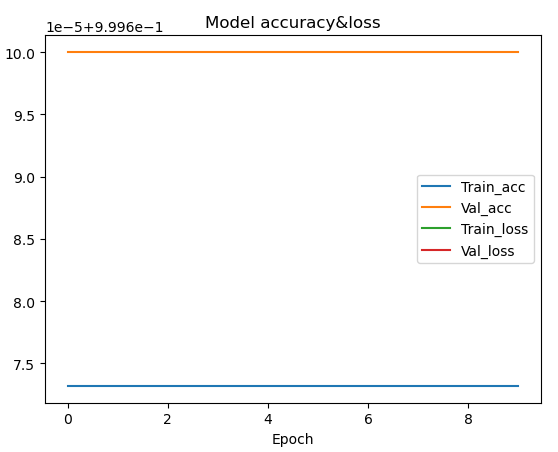 Model accuracy&loss
1e−5+9.996e−1
10.0
9.5
9.0
8.5
8.0
7.5
Train_acc
Val_acc
Train_loss
Val_loss
0 2 4 6 8
Epoch